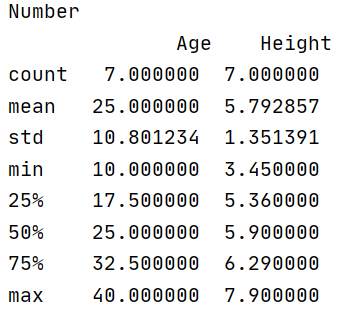 Number
Age Height
count 7.000000 7.000000
mean 25.000000 5.792857
std 10.801234 1.351391
min 10.000000 3.450000
25% 17.500000 5.360000
50% 25.000000 5.900000
75% 32.500000 6.290000
max 40.000000 7.900000